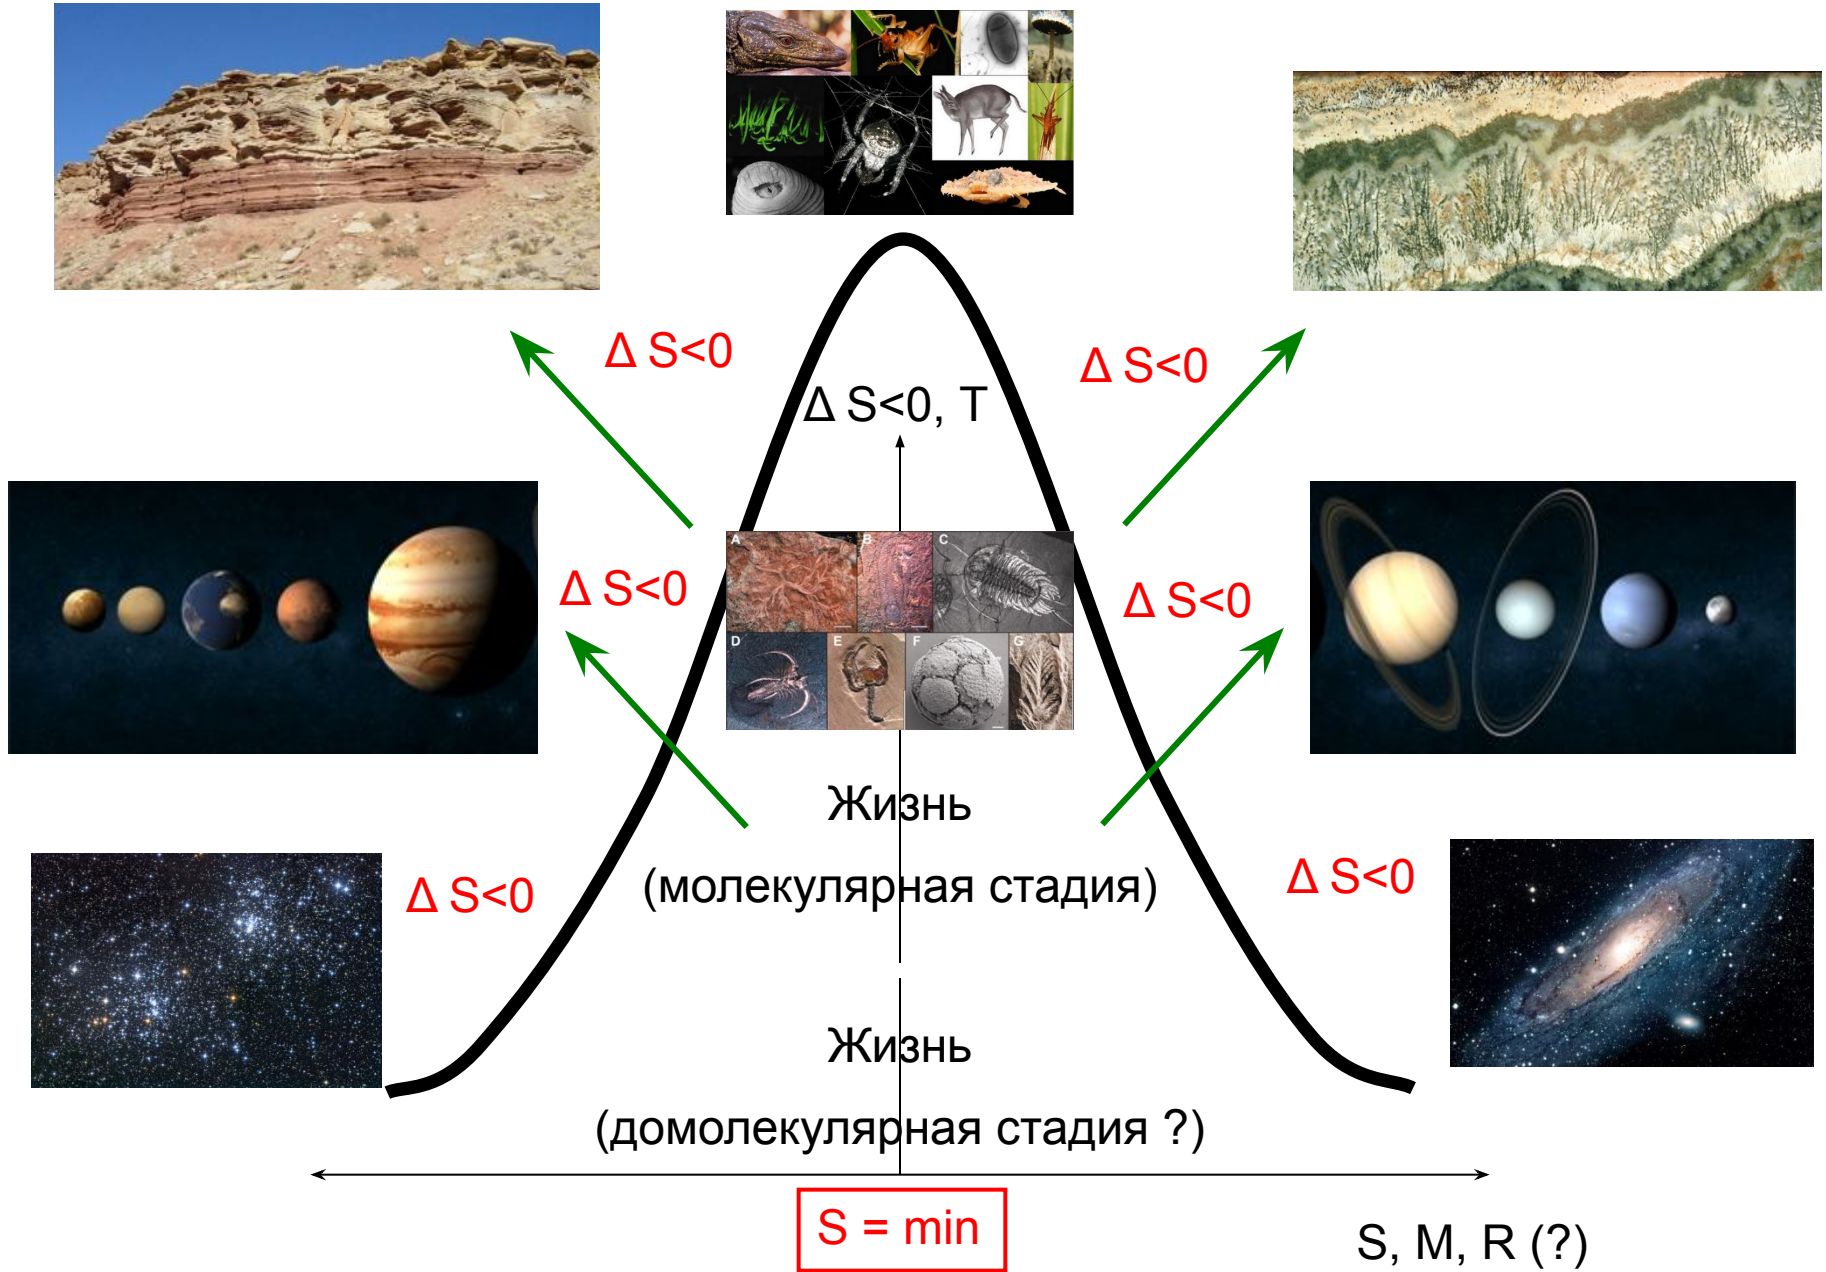 Δ S<0
Δ S<0
Δ S<0, T
A B C
D E F G
Δ S<0
Δ S<0
Жизнь
(молекулярная стадия)
Δ S<0
Δ S<0
Жизнь
(домолекулярная стадия ?)
S = min
S, M, R (?)